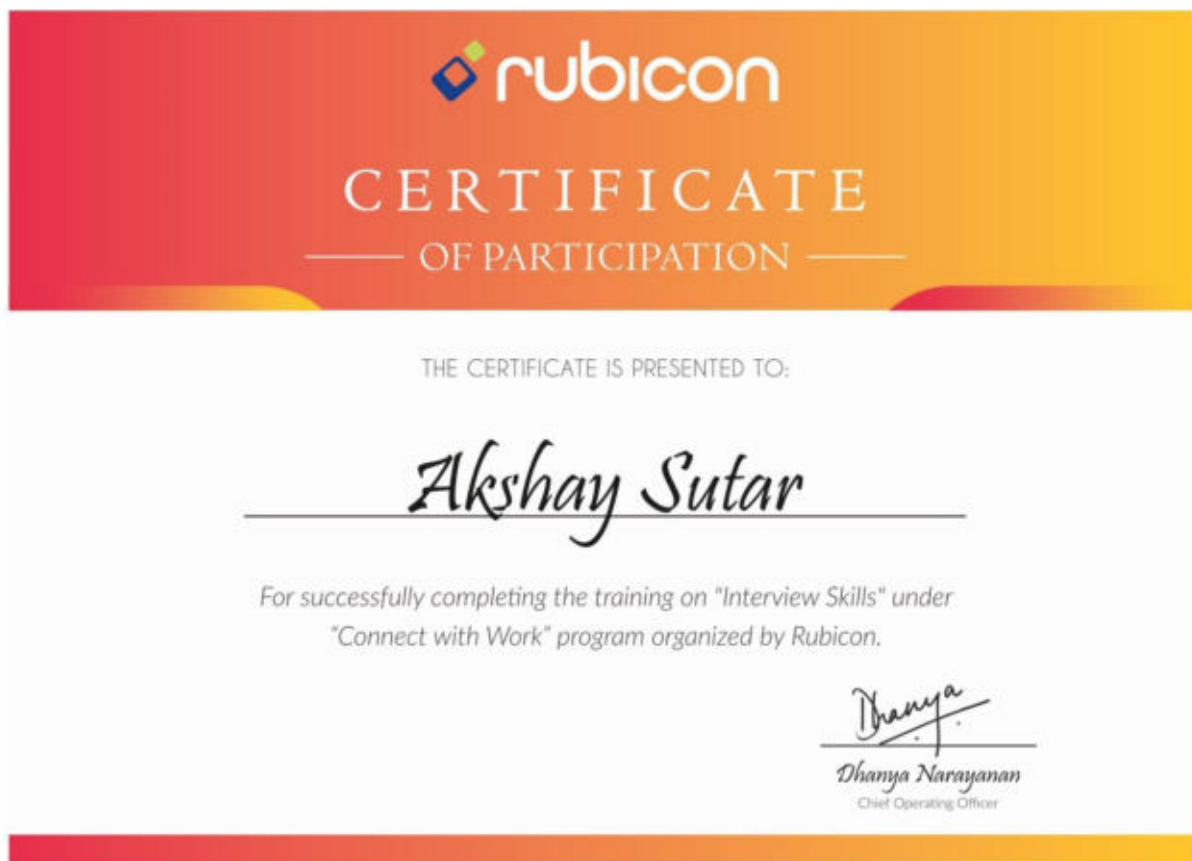 rubicon
CERTIFICATE
OF PARTICIPATION
THE CERTIFICATE IS PRESENTED TO:
Akshay Sutar
For successfully completing the training on "Interview Skills" under
"Connect with Work" program organized by Rubicon.
Dhanya
Dhanya Narayanan
Chief Operating Officer